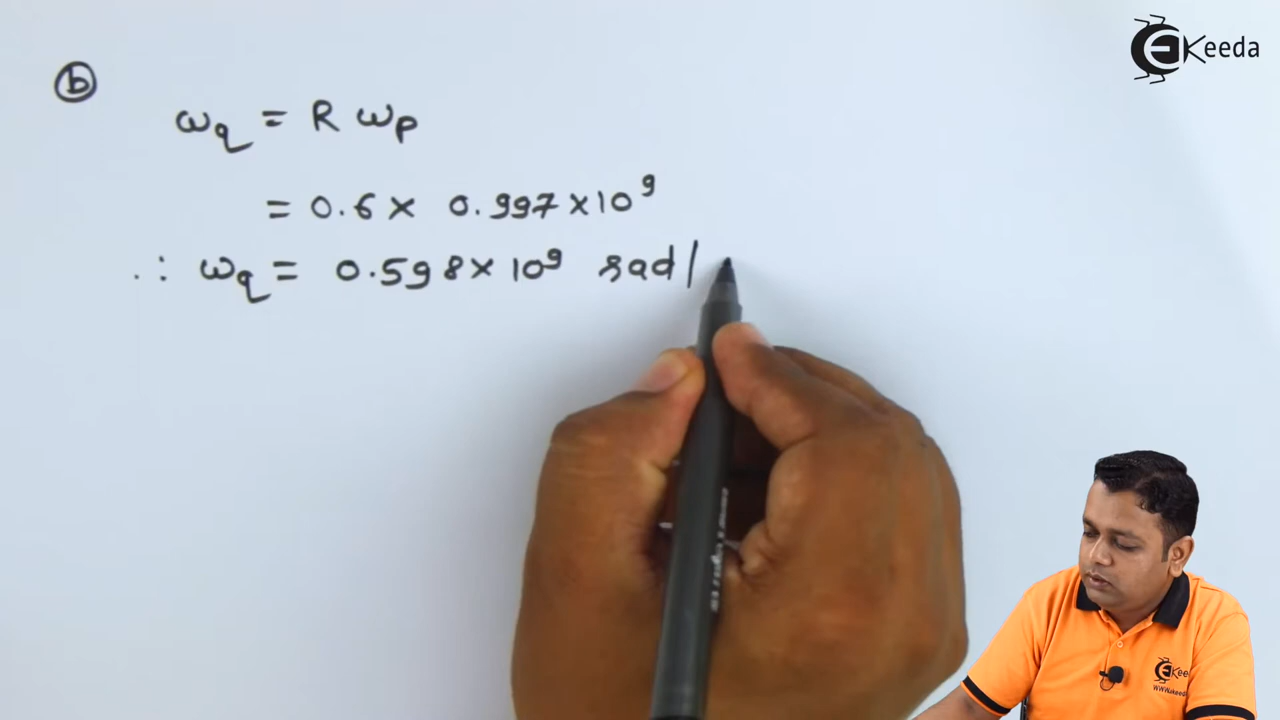 EKeeda
ⓑ
ωq = R ωp
= 0.6 × 0.997 × 10⁹
∴ ωq = 0.598 × 10⁹ rad/